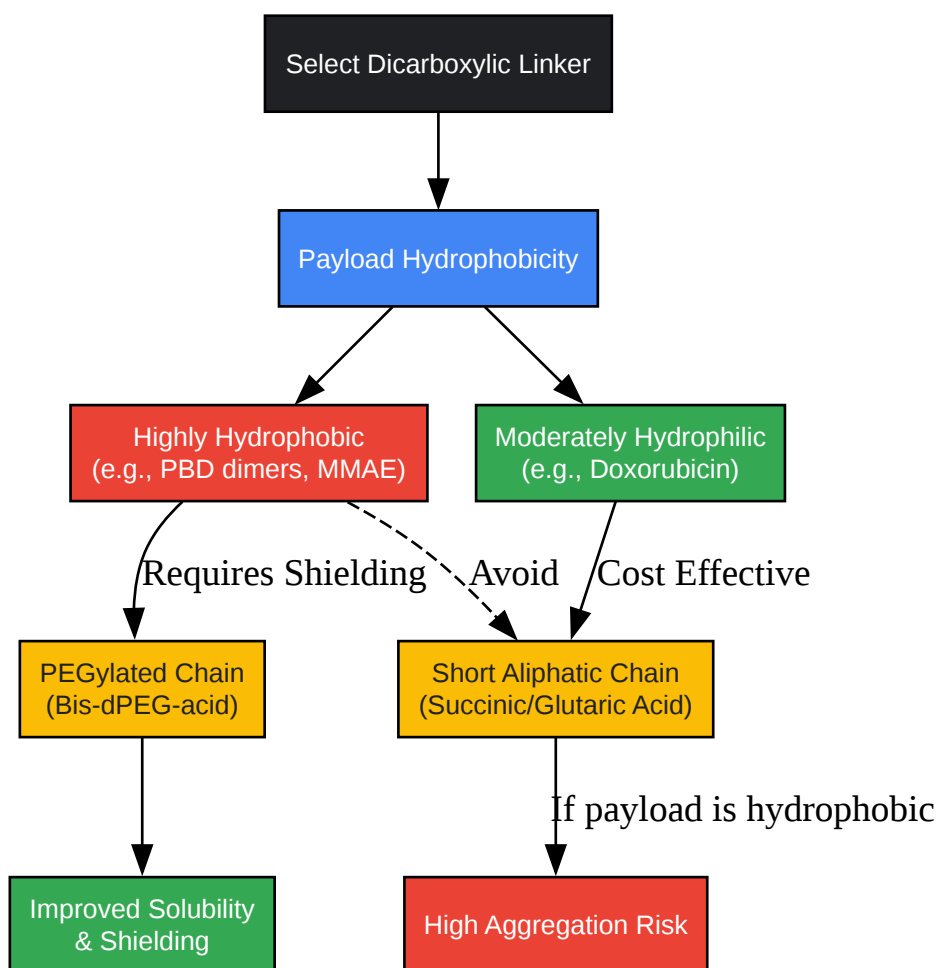 Select Dicarboxylic Linker
Payload Hydrophobicity
Highly Hydrophobic
(e.g., PBD dimers, MMAE)
Moderately Hydrophilic
(e.g., Doxorubicin)
Requires Shielding
Avoid
Cost Effective
PEGylated Chain
(Bis-dPEG-acid)
Short Aliphatic Chain
(Succinic/Glutaric Acid)
If payload is hydrophobic
Improved Solubility
& Shielding
High Aggregation Risk